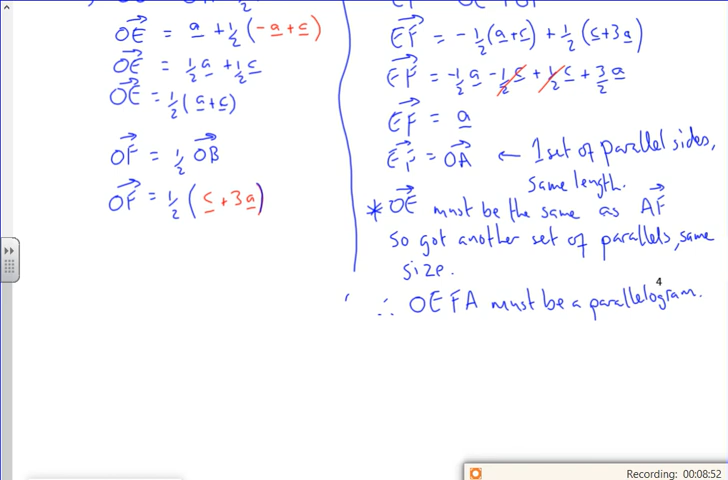 OE = a + 1/2 (-a + c)
OE = 1/2 a + 1/2 c
OE = 1/2 (a + c)
OF = 1/2 OB
OF = 1/2 (c + 3a)
EF = -1/2 (a + c) + 1/2 (c + 3a)
EF = -1/2 a - 1/2 c + 1/2 c + 3/2 a
EF = a
EF = OA ← 1 set of parallel sides,
same length.
* OE must be the same as AF
So got another set of parallels, same
size.
∴ OEFA must be a parallelogram.
4
Recording: 00:08:52